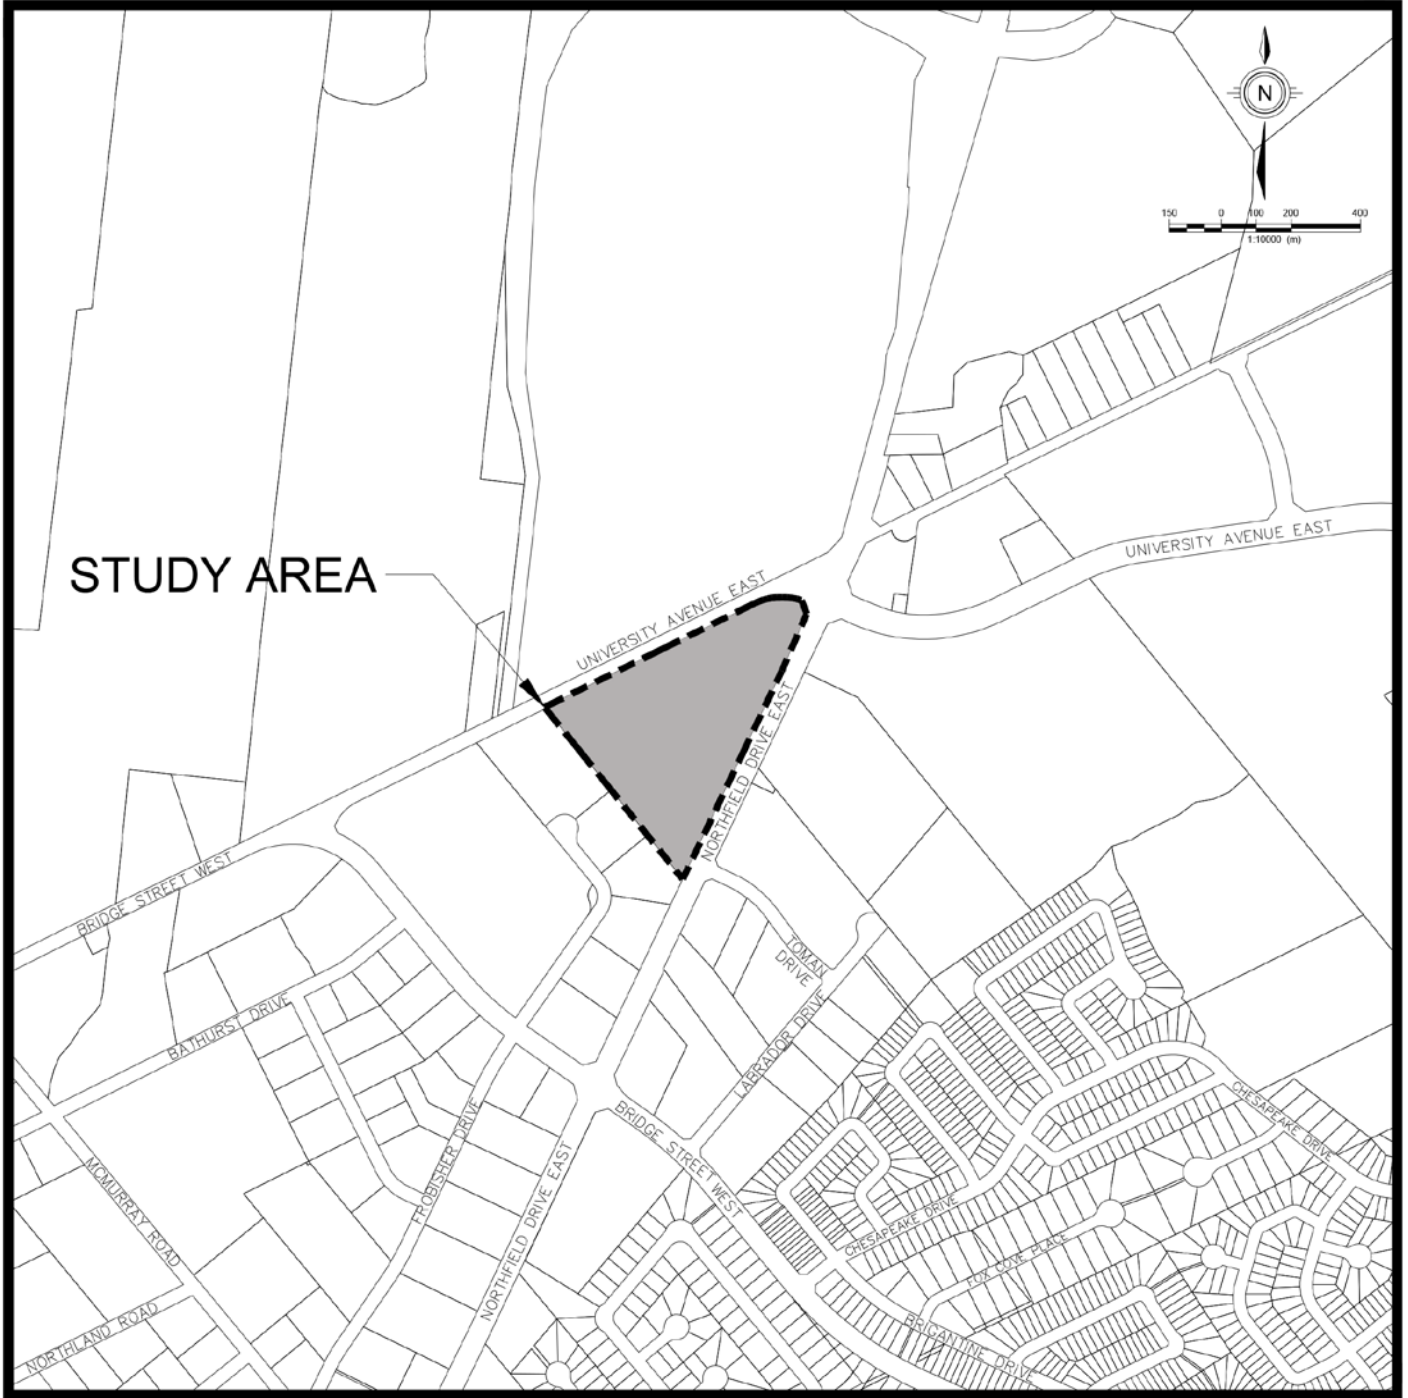 N
150 0 100 200 400
1:10000 (m)
UNIVERSITY AVENUE EAST
STUDY AREA
UNIVERSITY AVENUE EAST
NORTHFIELD DRIVE EAST
BRIDGE STREET WEST
TOMAN
DRIVE
BATHURST DRIVE
LABRADOR DRIVE
CHESAPEAKE DRIVE
BRIDGE STREET WEST
FROBISHER DRIVE
MCMURRAY ROAD
NORTHFIELD DRIVE EAST
CHESAPEAKE DRIVE
FOX COVE PLACE
NORTHLAND ROAD
BRIGANTINE DRIVE